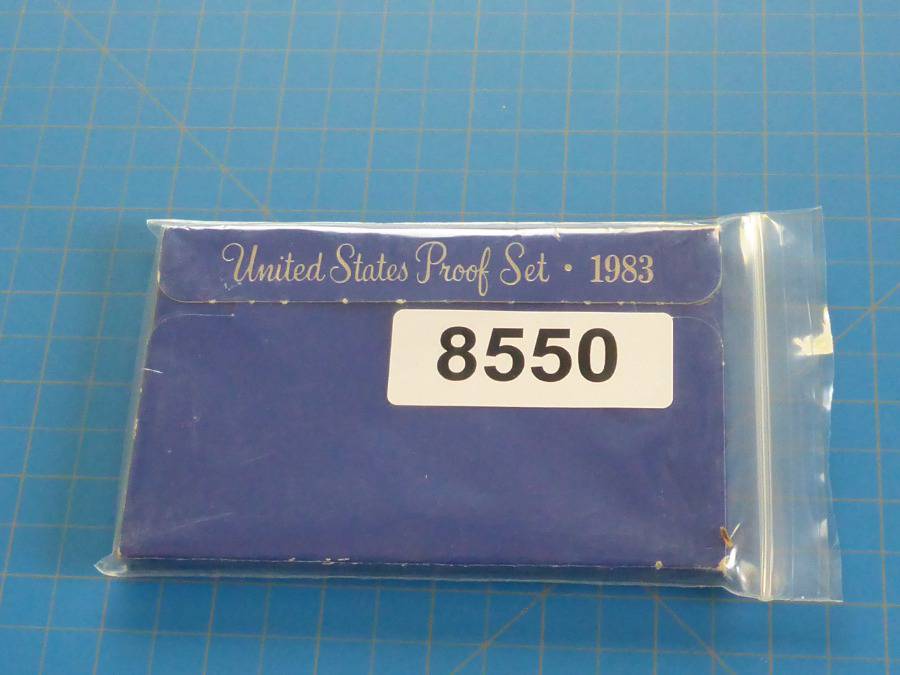 United States Proof Set • 1983
8550